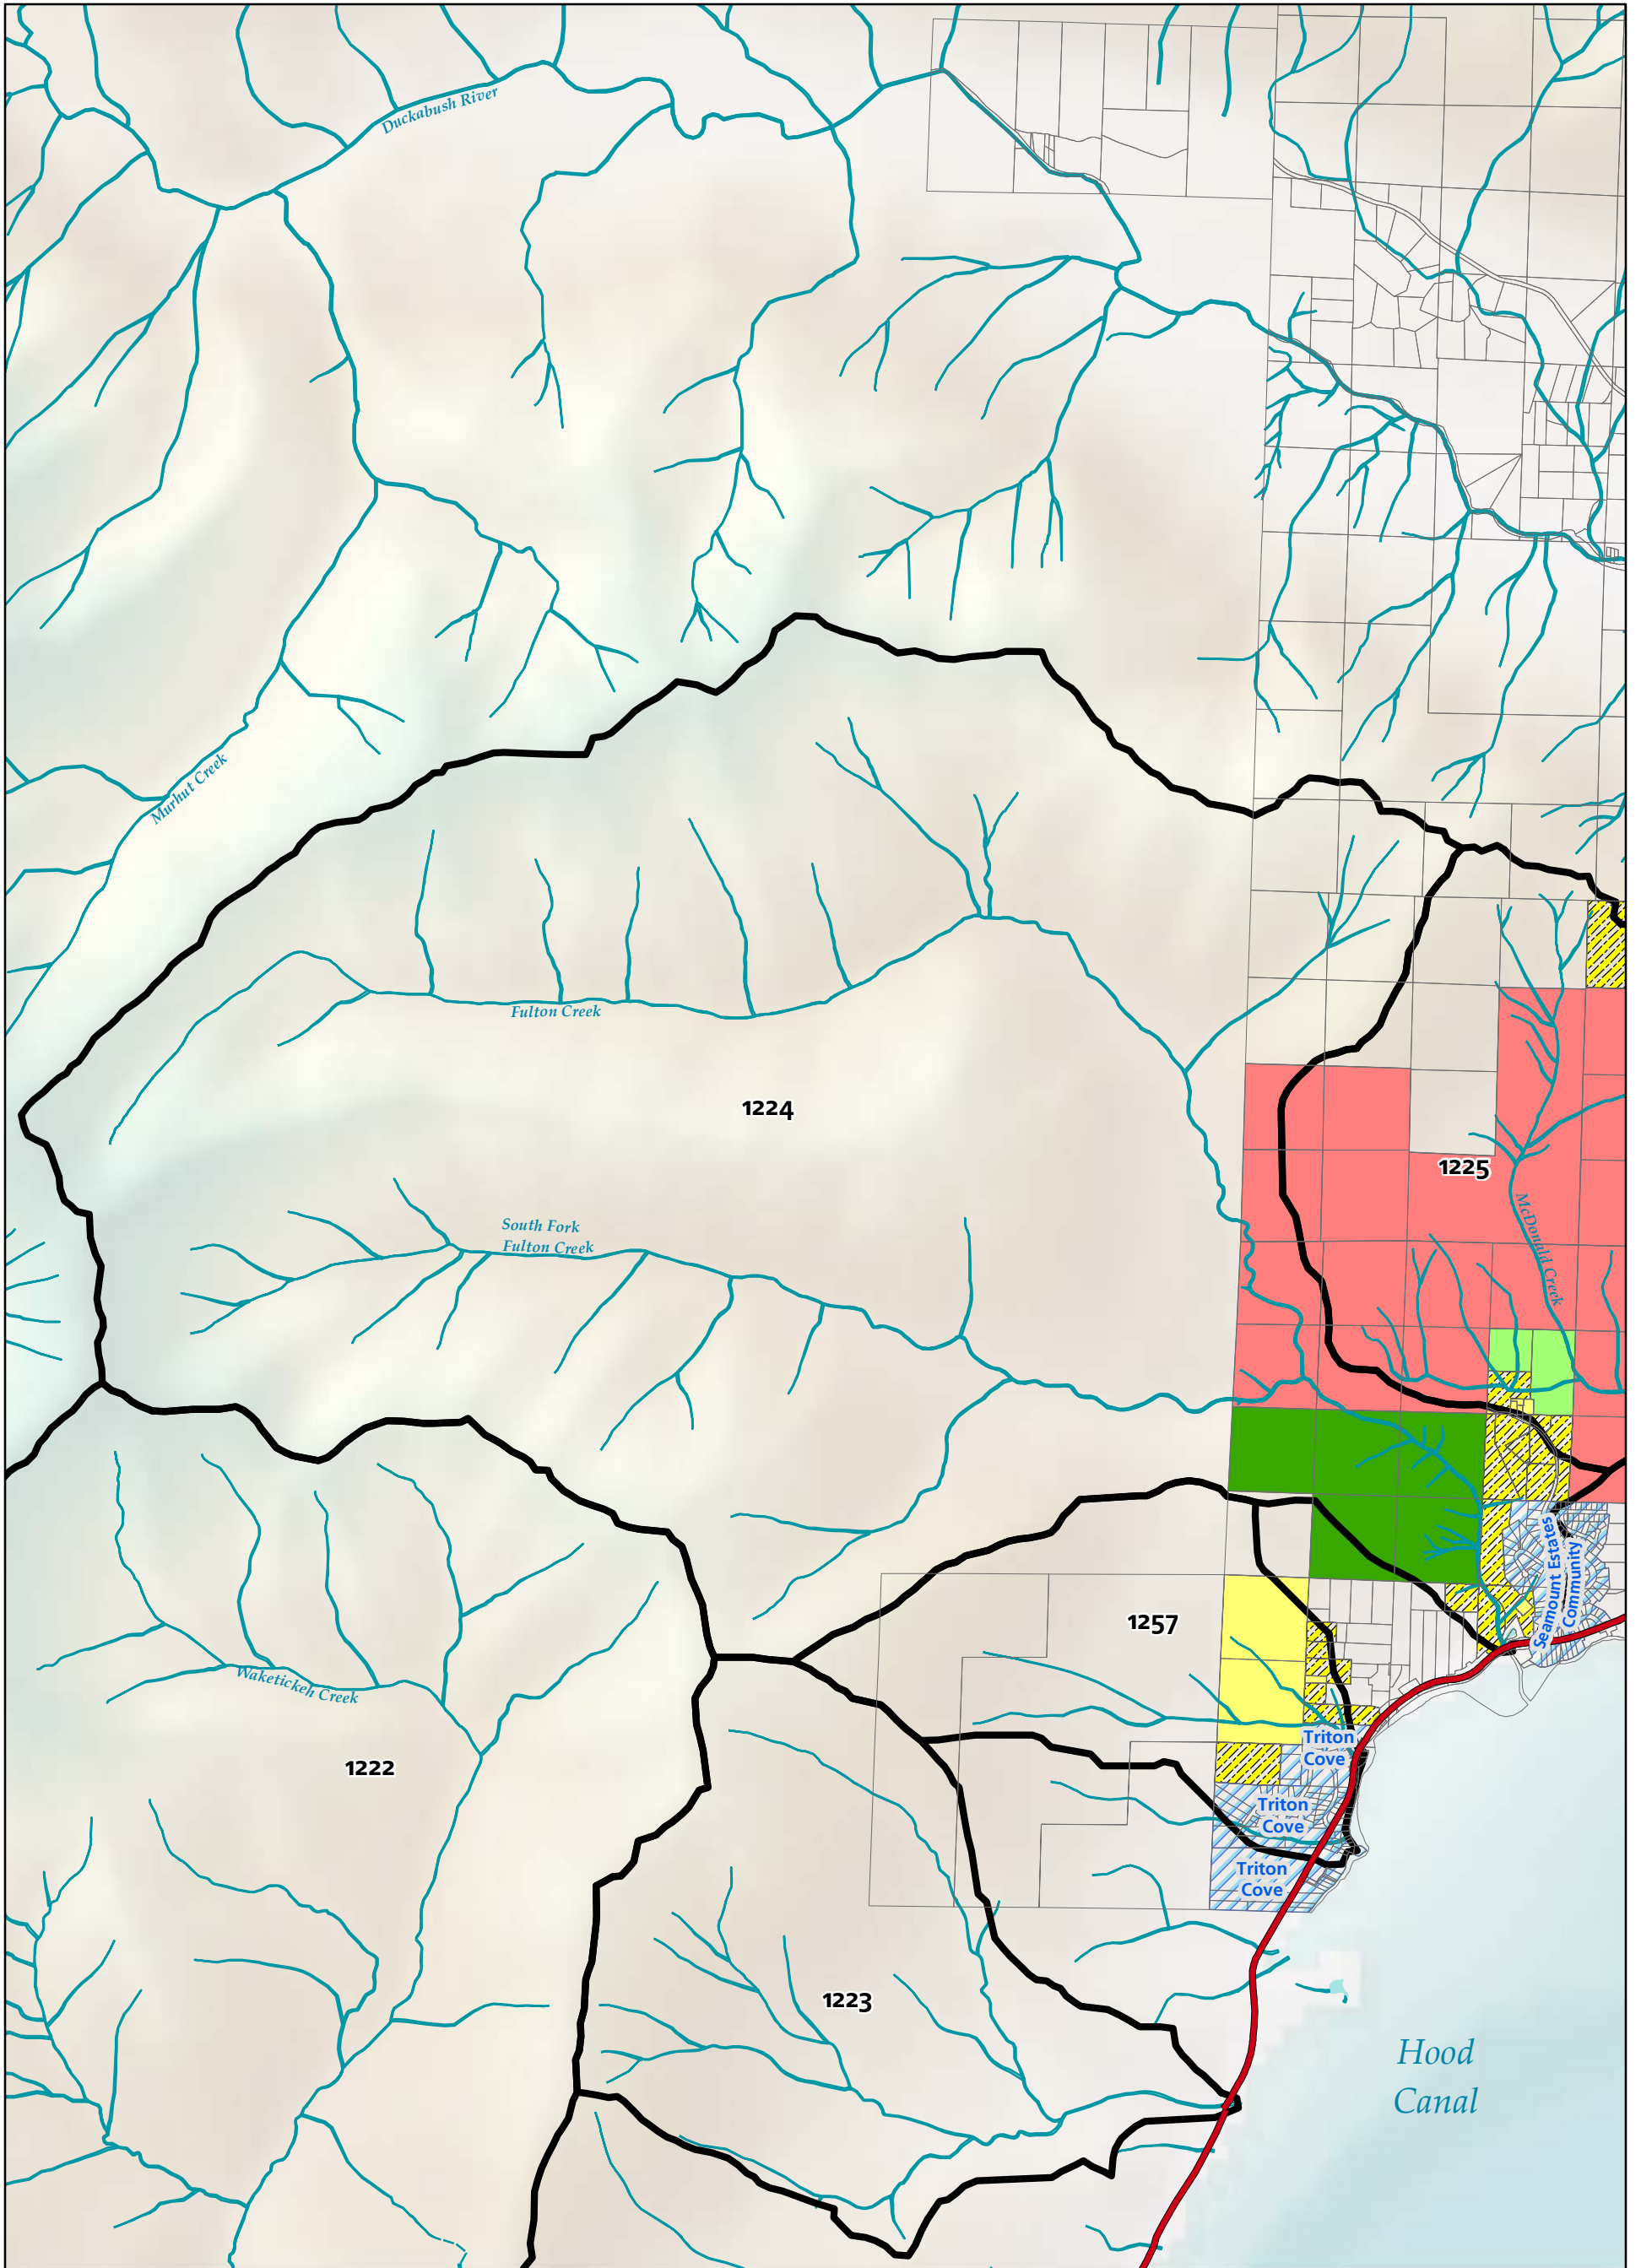 Duckabush River
Murhut Creek
Fulton Creek
1224
1225
McDonald Creek
South Fork
Fulton Creek
Seamount Estates
Community
1257
Waketickeh Creek
Triton
Cove
1222
Triton
Cove
Triton
Cove
1223
Hood
Canal